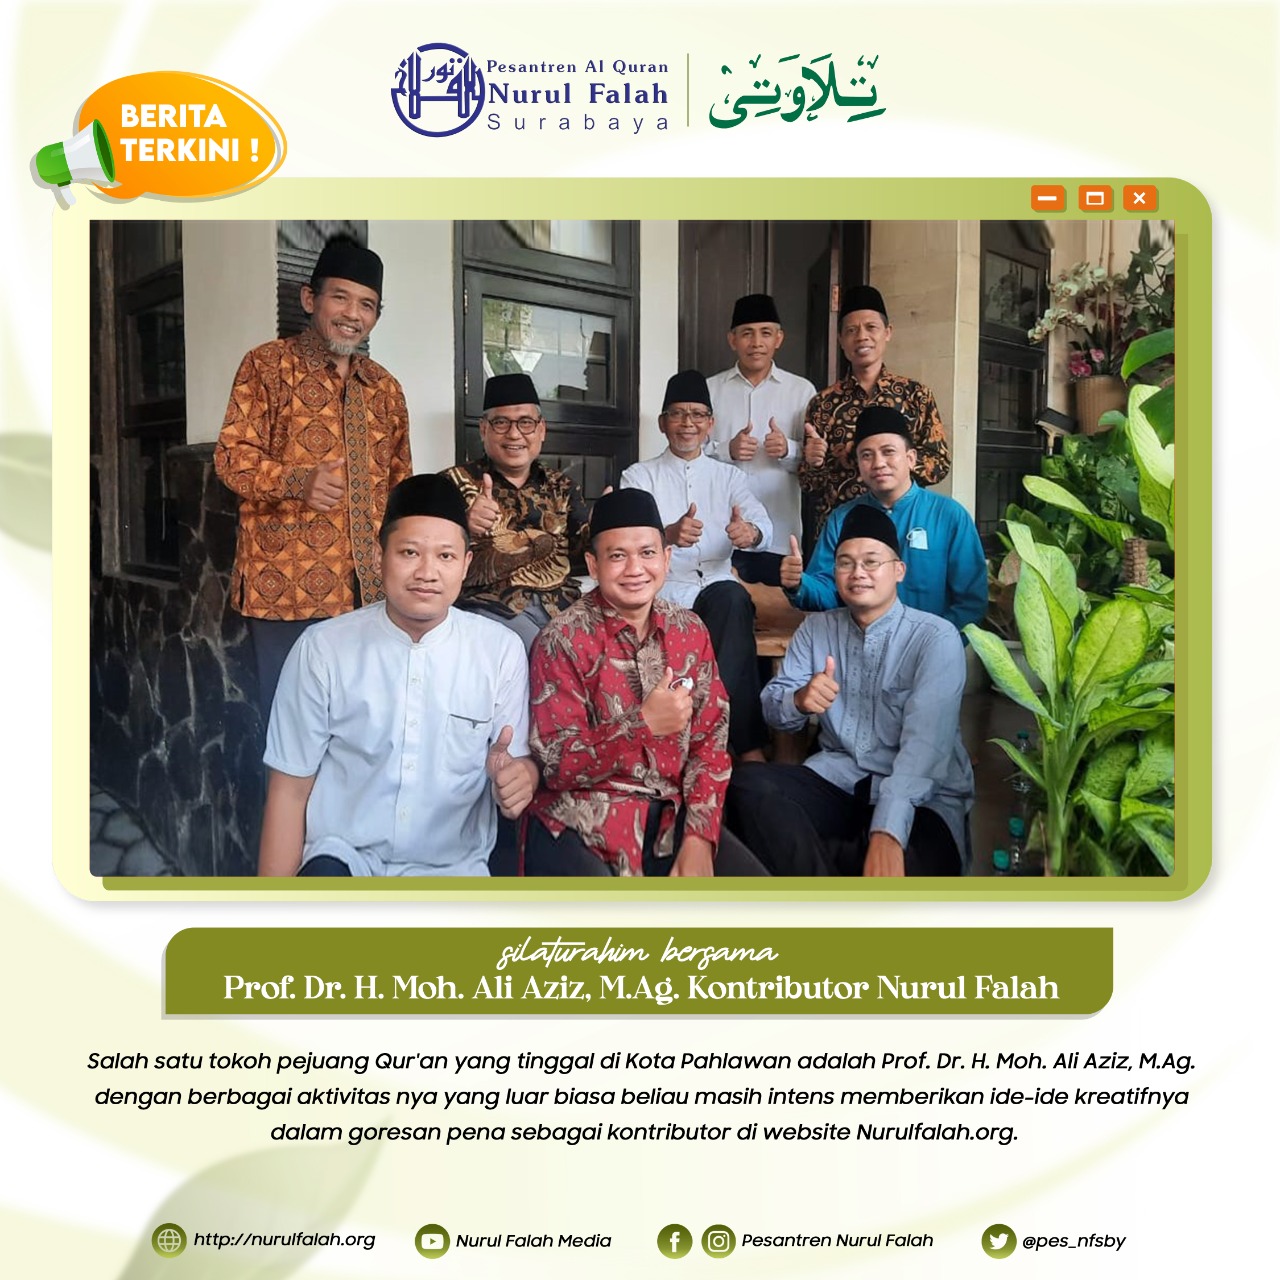 Pesantren Al Quran
Nurul Falah
Surabaya
تِلَاوَتِى
BERITA
TERKINI !
silaturahim bersama
Prof. Dr. H. Moh. Ali Aziz, M.Ag. Kontributor Nurul Falah
Salah satu tokoh pejuang Qur'an yang tinggal di Kota Pahlawan adalah Prof. Dr. H. Moh. Ali Aziz, M.Ag.
dengan berbagai aktivitas nya yang luar biasa beliau masih intens memberikan ide-ide kreatifnya
dalam goresan pena sebagai kontributor di website Nurulfalah.org.
http://nurulfalah.org
Nurul Falah Media
Pesantren Nurul Falah
@pes_nfsby